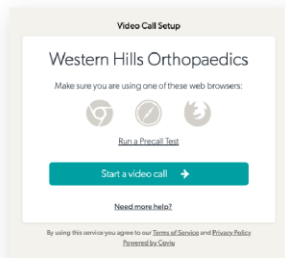 Video Call Setup
Western Hills Orthopaedics
Make sure you are using one of these web browsers:
Run a Precall Test
Start a video call
Need more help?
By using this service you agree to our Terms of Service and Privacy Policy
Powered by Coviu